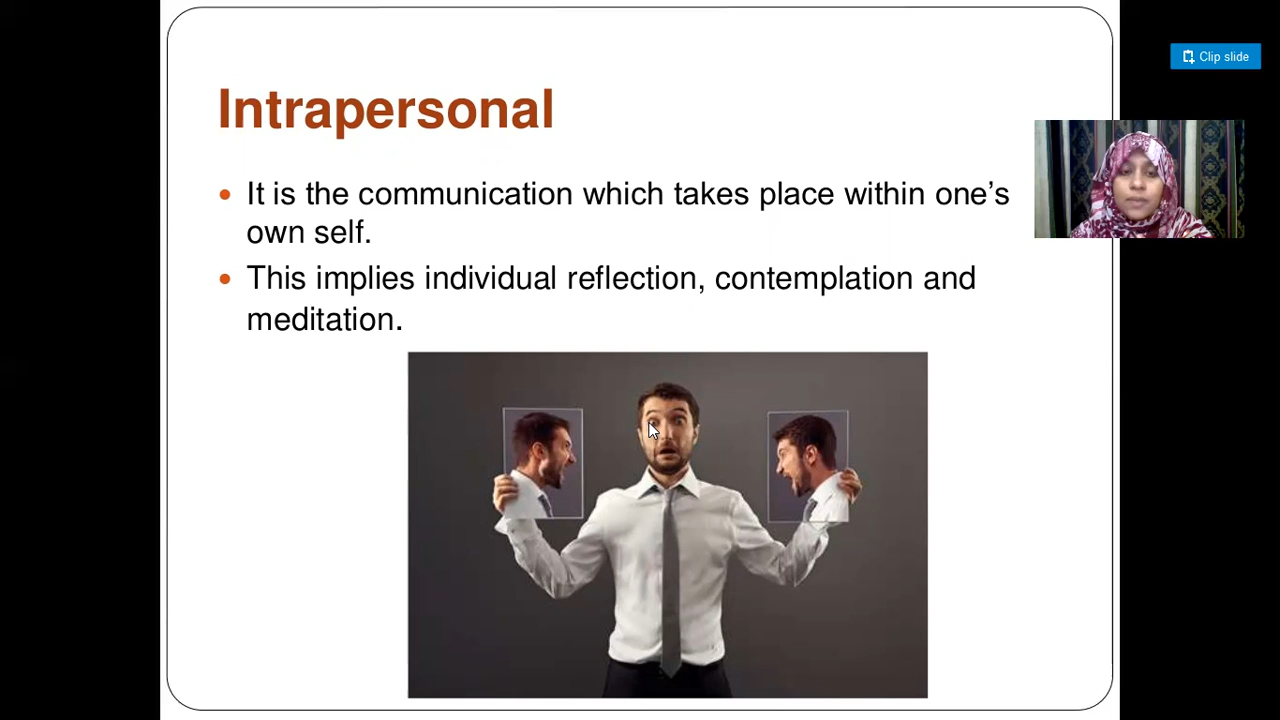 Clip slide
Intrapersonal
• It is the communication which takes place within one’s
own self.
• This implies individual reflection, contemplation and
meditation.